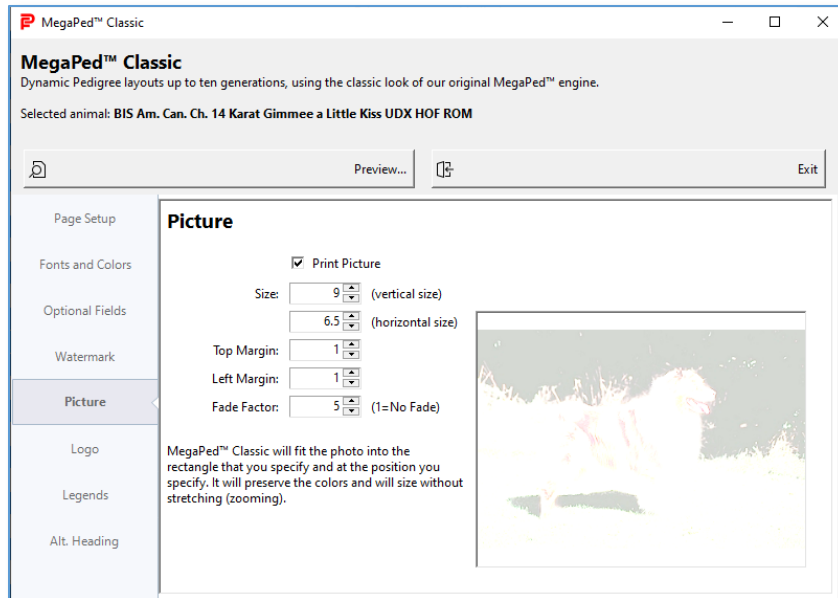 MegaPed™ Classic
MegaPed™ Classic
Dynamic Pedigree layouts up to ten generations, using the classic look of our original MegaPed™ engine.
Selected animal: BIS Am. Can. Ch. 14 Karat Gimmee a Little Kiss UDX HOF ROM
Preview...
Exit
Page Setup
Fonts and Colors
Optional Fields
Watermark
Picture
Logo
Legends
Alt. Heading
Picture
Print Picture
Size: 9 (vertical size)
6.5 (horizontal size)
Top Margin: 1
Left Margin: 1
Fade Factor: 5 (1=No Fade)
MegaPed™ Classic will fit the photo into the
rectangle that you specify and at the position you
specify. It will preserve the colors and will size without
stretching (zooming).